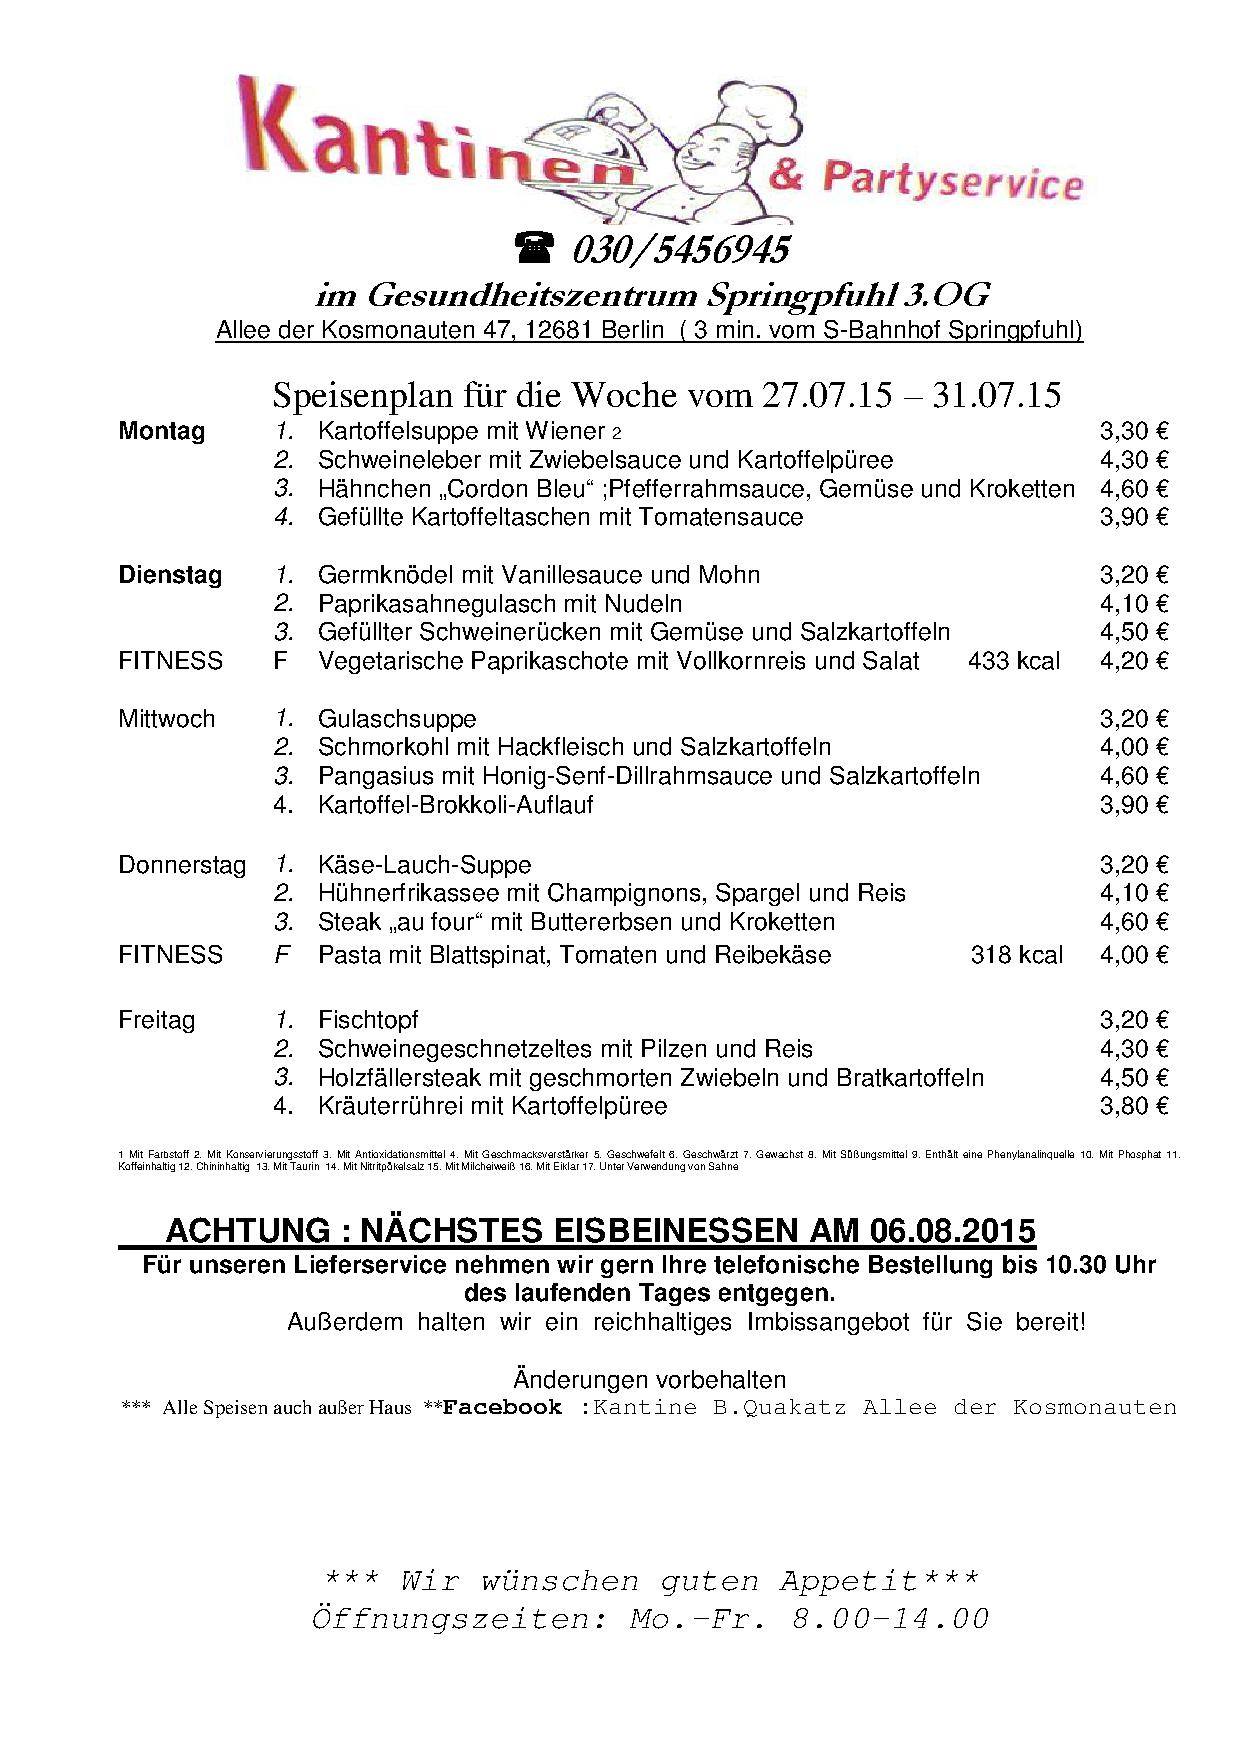 Kantinen & Partyservice
☎ 030/5456945
im Gesundheitszentrum Springpfuhl 3.OG
Allee der Kosmonauten 47, 12681 Berlin ( 3 min. vom S-Bahnhof Springpfuhl)
Speisenplan für die Woche vom 27.07.15 – 31.07.15
Montag 1. Kartoffelsuppe mit Wiener 2 3,30 €
2. Schweineleber mit Zwiebelsauce und Kartoffelpüree 4,30 €
3. Hähnchen „Cordon Bleu“ ;Pfefferrahmsauce, Gemüse und Kroketten 4,60 €
4. Gefüllte Kartoffeltaschen mit Tomatensauce 3,90 €
Dienstag 1. Germknödel mit Vanillesauce und Mohn 3,20 €
2. Paprikasahnegulasch mit Nudeln 4,10 €
3. Gefüllter Schweinerücken mit Gemüse und Salzkartoffeln 4,50 €
FITNESS F Vegetarische Paprikaschote mit Vollkornreis und Salat 433 kcal 4,20 €
Mittwoch 1. Gulaschsuppe 3,20 €
2. Schmorkohl mit Hackfleisch und Salzkartoffeln 4,00 €
3. Pangasius mit Honig-Senf-Dillrahmsauce und Salzkartoffeln 4,60 €
4. Kartoffel-Brokkoli-Auflauf 3,90 €
Donnerstag 1. Käse-Lauch-Suppe 3,20 €
2. Hühnerfrikassee mit Champignons, Spargel und Reis 4,10 €
3. Steak „au four“ mit Buttererbsen und Kroketten 4,60 €
FITNESS F Pasta mit Blattspinat, Tomaten und Reibekäse 318 kcal 4,00 €
Freitag 1. Fischtopf 3,20 €
2. Schweinegeschnetzeltes mit Pilzen und Reis 4,30 €
3. Holzfällersteak mit geschmorten Zwiebeln und Bratkartoffeln 4,50 €
4. Kräuterrührei mit Kartoffelpüree 3,80 €
1 Mit Farbstoff 2. Mit Konservierungsstoff 3. Mit Antioxidationsmittel 4. Mit Geschmacksverstärker 5. Geschwefelt 6. Geschwärzt 7. Gewachst 8. Mit Süßungsmittel 9. Enthält eine Phenylanalinquelle 10. Mit Phosphat 11.
Koffeinhaltig 12. Chininhaltig 13. Mit Taurin 14. Mit Nitritpökelsalz 15. Mit Milcheiweiß 16. Mit Eiklar 17. Unter Verwendung von Sahne
ACHTUNG : NÄCHSTES EISBEINESSEN AM 06.08.2015
Für unseren Lieferservice nehmen wir gern Ihre telefonische Bestellung bis 10.30 Uhr
des laufenden Tages entgegen.
Außerdem halten wir ein reichhaltiges Imbissangebot für Sie bereit!
Änderungen vorbehalten
*** Alle Speisen auch außer Haus **Facebook :Kantine B.Quakatz Allee der Kosmonauten
*** Wir wünschen guten Appetit***
Öffnungszeiten: Mo.-Fr. 8.00-14.00